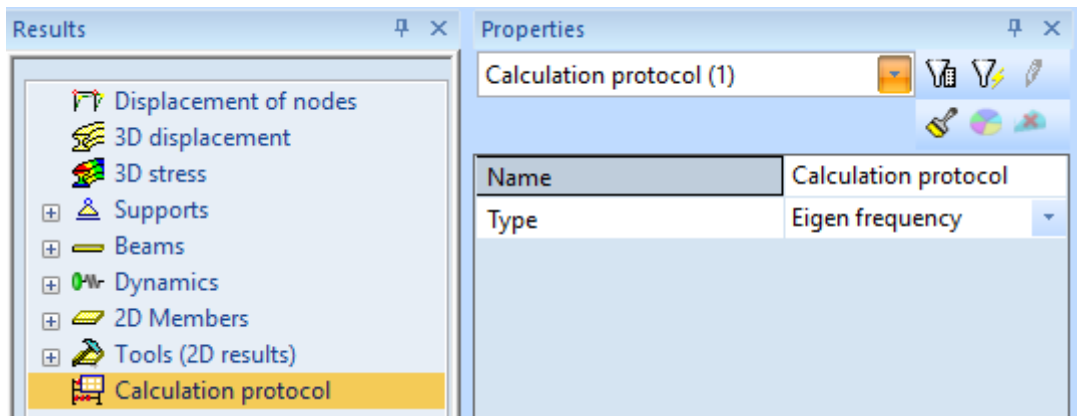 Results
Displacement of nodes
3D displacement
3D stress
Supports
Beams
Dynamics
2D Members
Tools (2D results)
Calculation protocol
Properties
Calculation protocol (1)
Name Calculation protocol
Type Eigen frequency